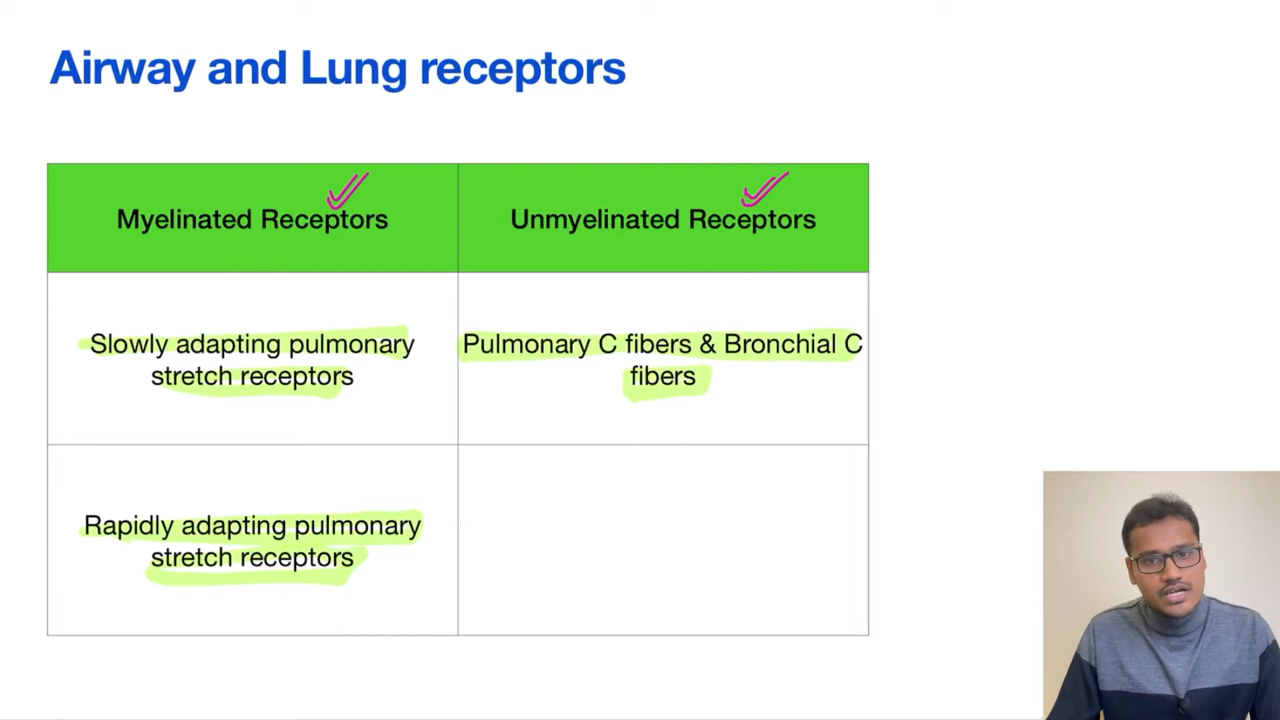 Airway and Lung receptors
Myelinated Receptors
Unmyelinated Receptors
Slowly adapting pulmonary
stretch receptors
Pulmonary C fibers & Bronchial C
fibers
Rapidly adapting pulmonary
stretch receptors